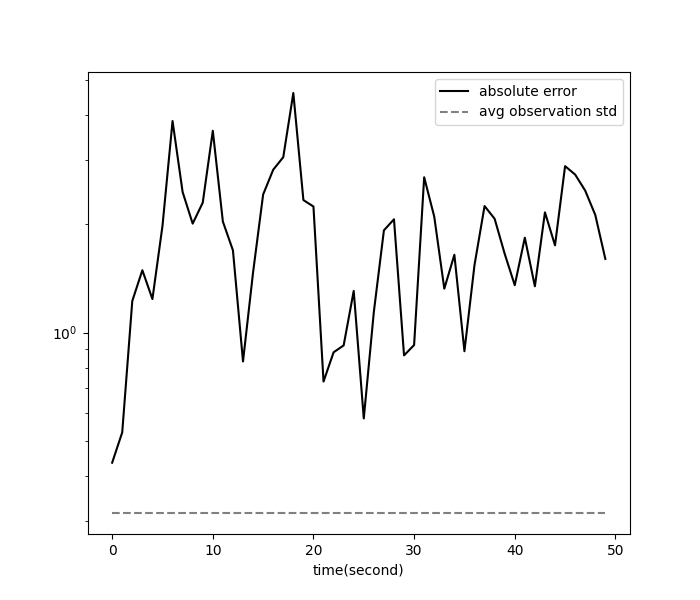 absolute error
avg observation std
10⁰
0 10 20 30 40 50
time(second)